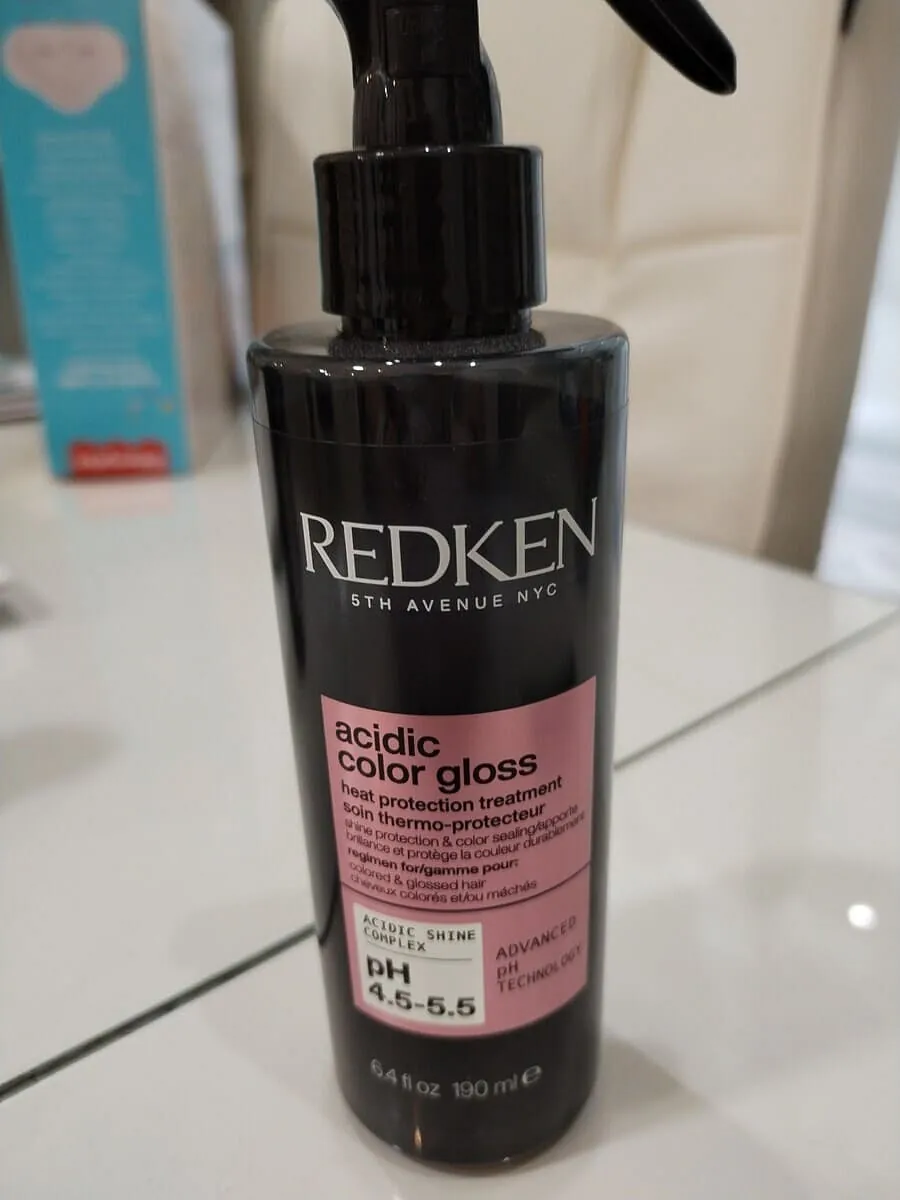 REDKEN
5TH AVENUE NYC
acidic
color gloss
heat protection treatment
soin thermo-protecteur
shine protection & color sealing/apporte
brillance et protège la couleur durablement
regimen for/gamme pour:
colored & glossed hair
cheveux colorés et/ou méchés
ACIDIC SHINE
COMPLEX
pH
4.5-5.5
ADVANCED
pH
TECHNOLOGY
6.4 fl oz 190 ml e